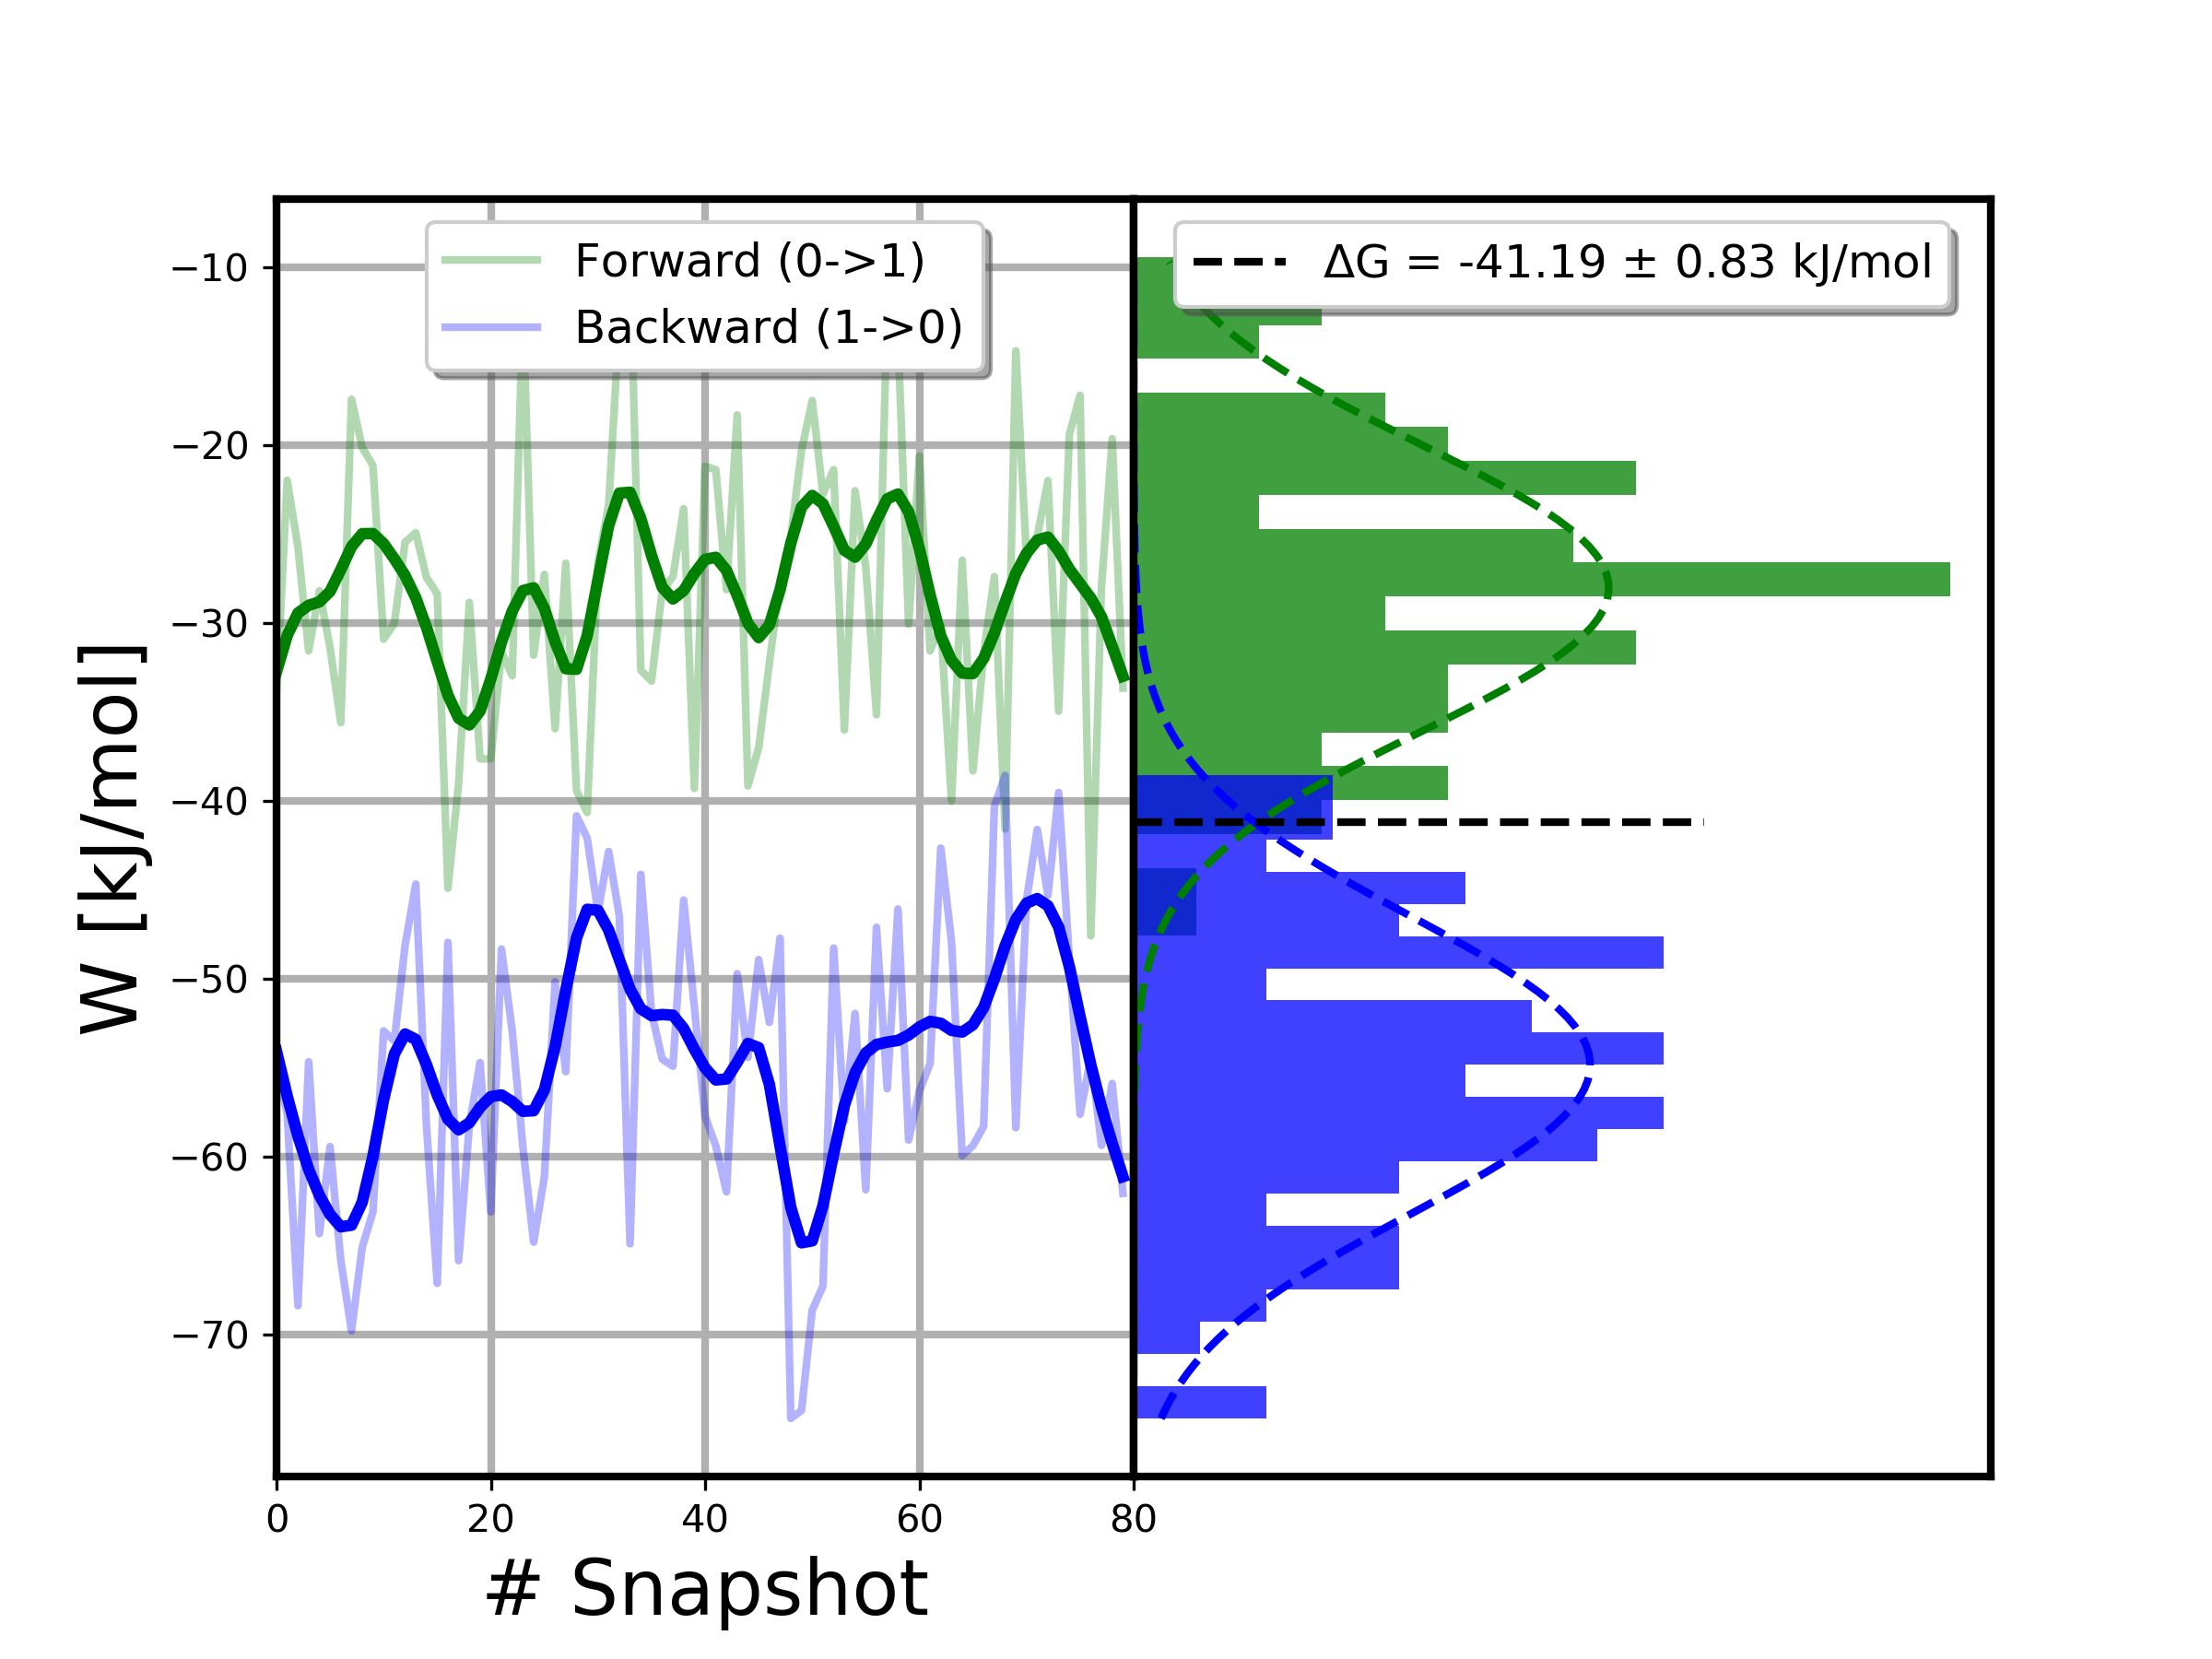 Forward (0->1)
Backward (1->0)
ΔG = -41.19 ± 0.83 kJ/mol
W [kJ/mol]
−10
−20
−30
−40
−50
−60
−70
0 20 40 60 80
# Snapshot